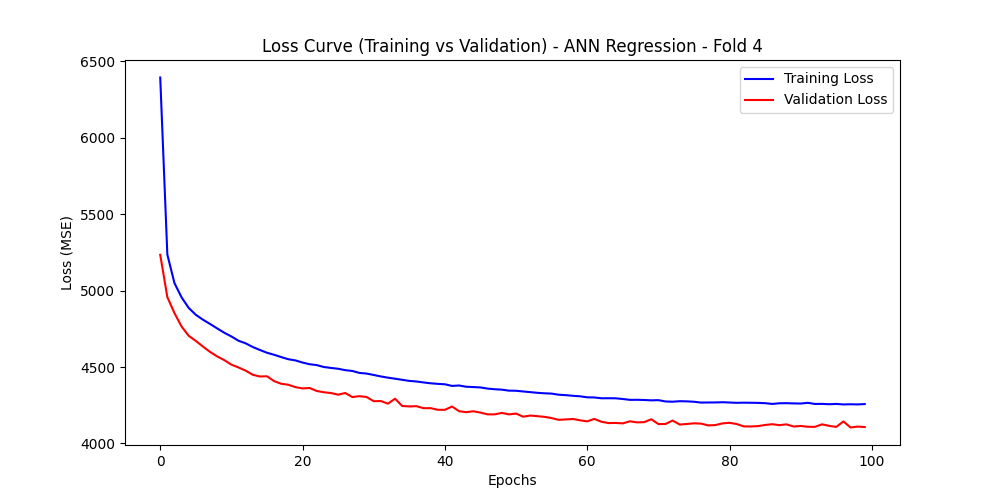 Loss Curve (Training vs Validation) - ANN Regression - Fold 4
Training Loss
Validation Loss
6500
6000
5500
5000
4500
4000
Loss (MSE)
0
20
40
60
80
100
Epochs